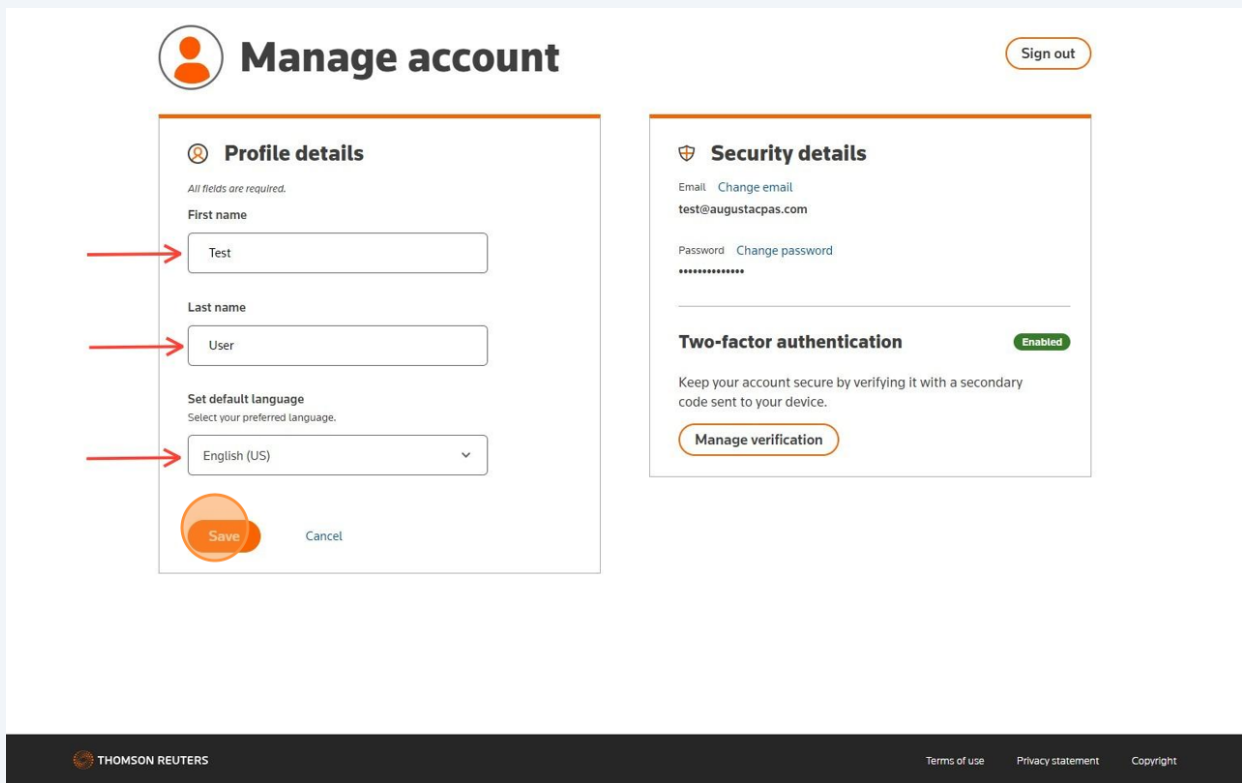 Manage account
Sign out
Profile details
All fields are required.
First name
Test
Last name
User
Set default language
Select your preferred language.
English (US)
Save
Cancel
Security details
Email Change email
test@augustacpas.com
Password Change password
••••••••••••••
Two-factor authentication
Enabled
Keep your account secure by verifying it with a secondary
code sent to your device.
Manage verification
THOMSON REUTERS
Terms of use
Privacy statement
Copyright